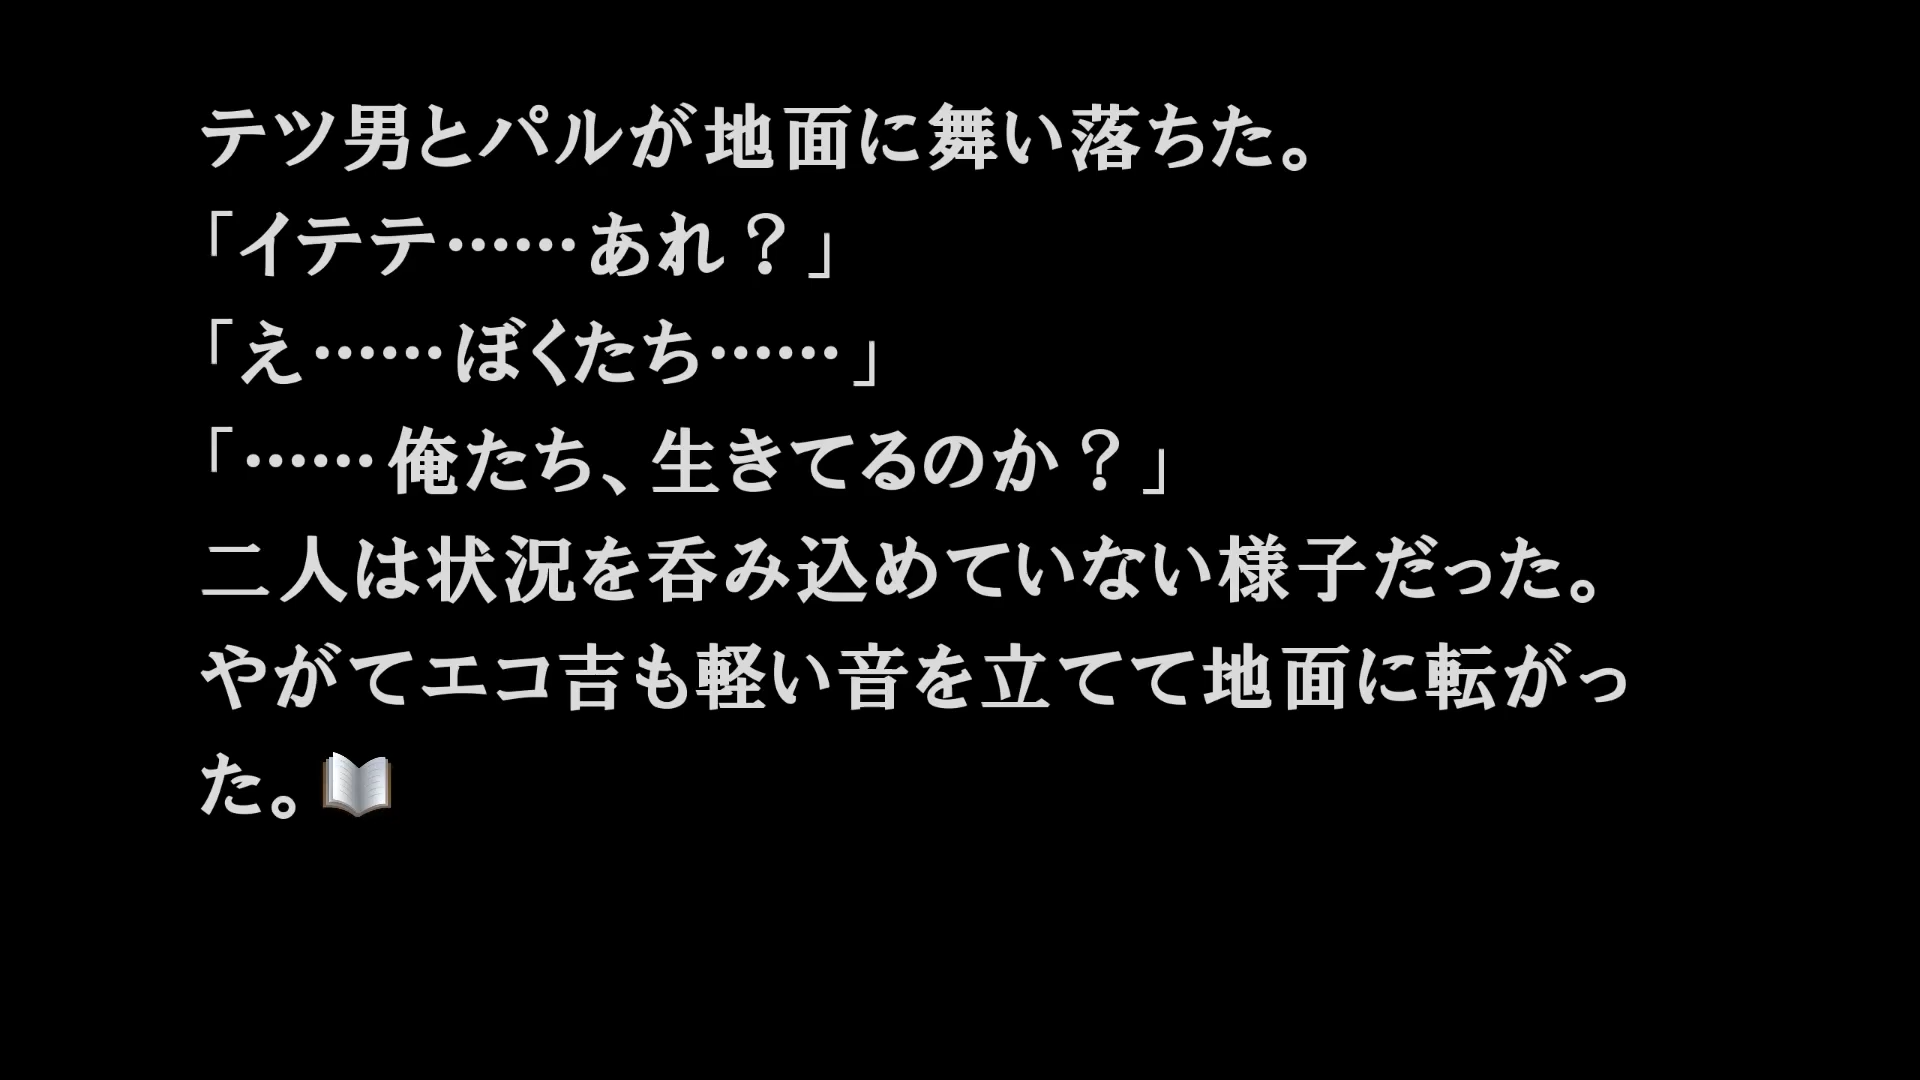 テツ男とパルが地面に舞い落ちた。
「イテテ……あれ？」
「え……ぼくたち……」
「……俺たち、生きてるのか？」
二人は状況を呑み込めていない様子だった。
やがてエコ吉も軽い音を立てて地面に転がっ
た。